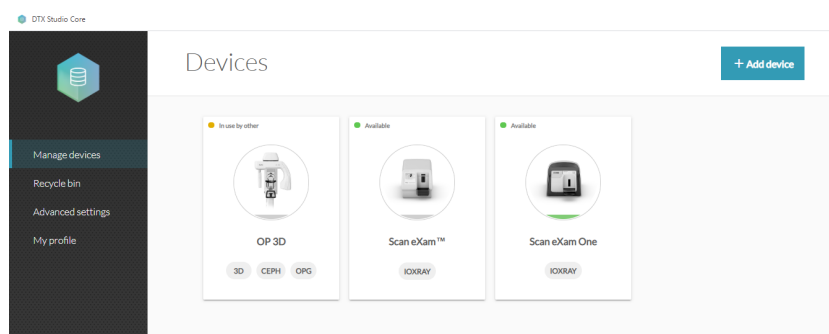 DTX Studio Core
Devices
+ Add device
Manage devices
Recycle bin
Advanced settings
My profile
In use by other
OP 3D
3D CEPH OPG
Available
Scan eXam™
IOXRAY
Available
Scan eXam One
IOXRAY